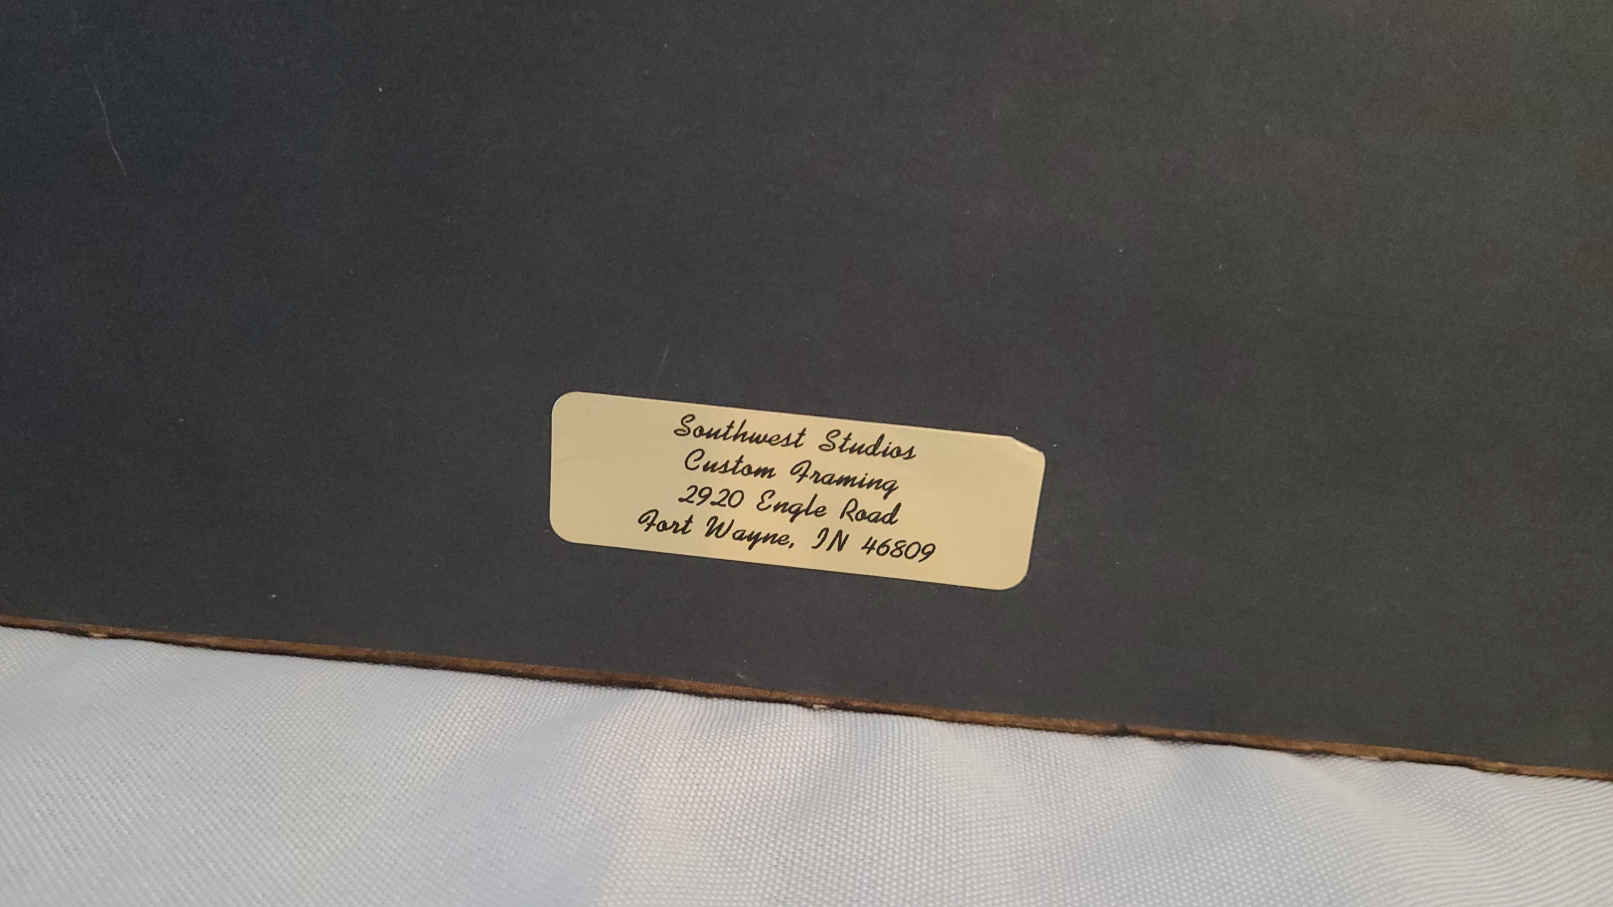 Southwest Studios
Custom Framing
2920 Engle Road
Fort Wayne, IN 46809